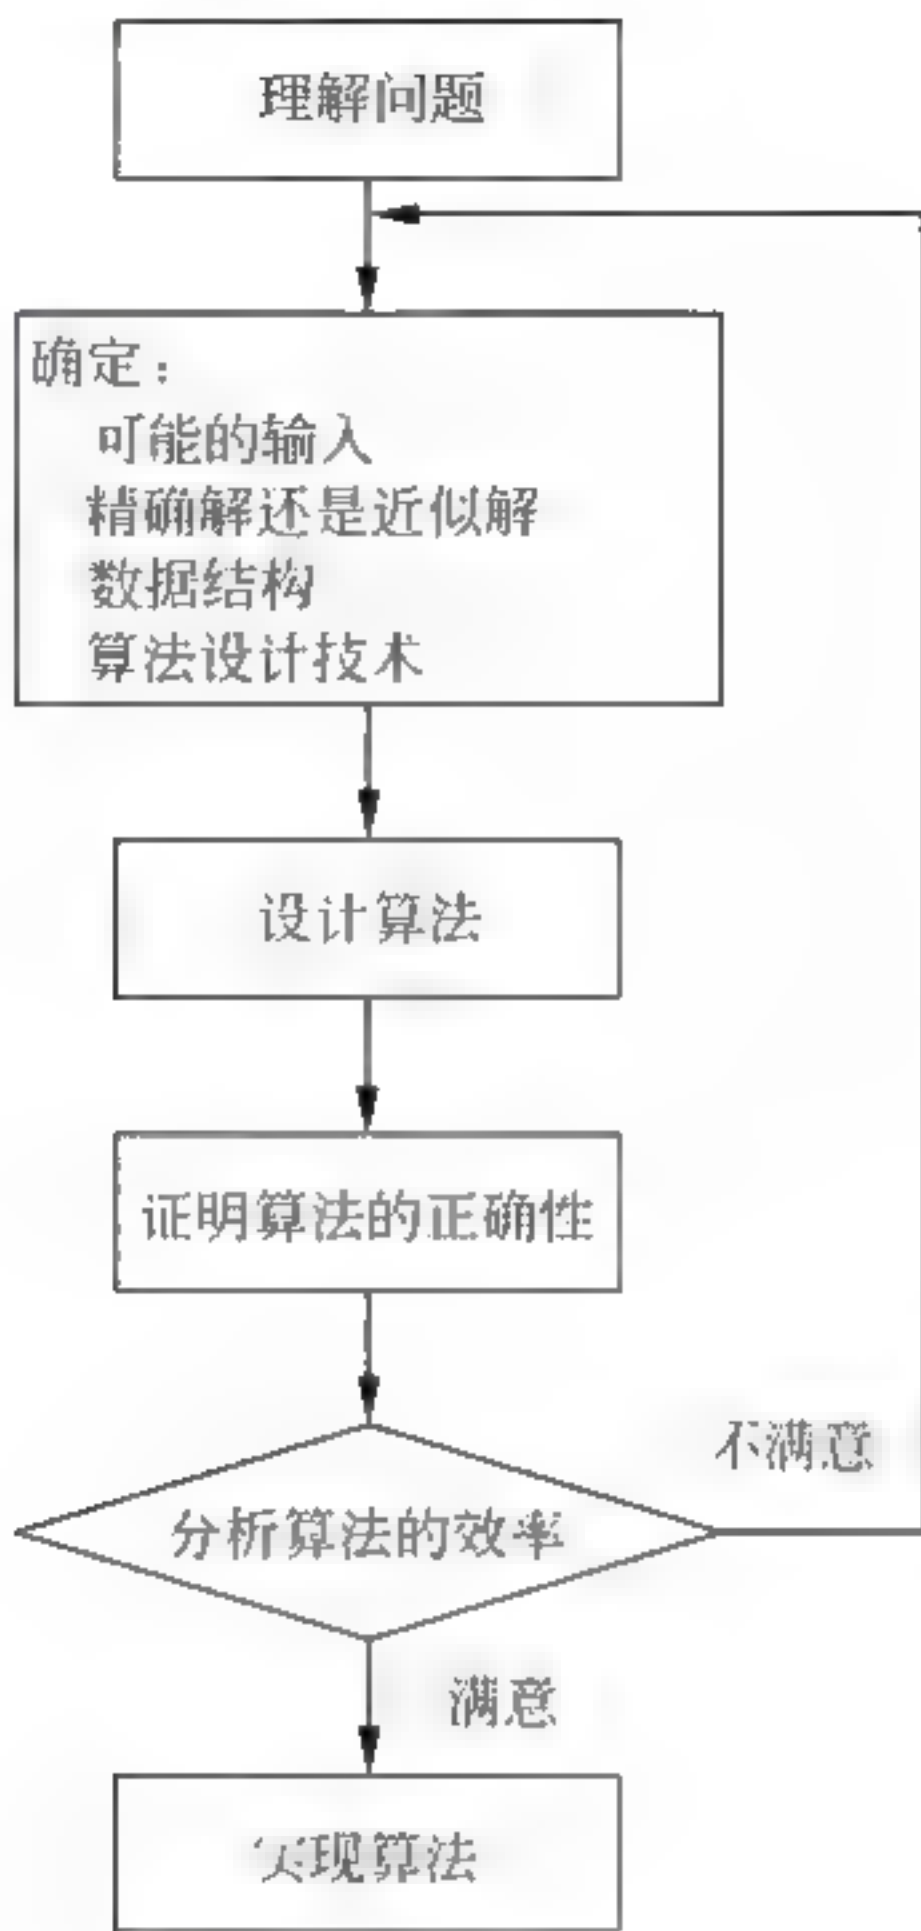 理解问题
确定：
可能的输入
精确解还是近似解
数据结构
算法设计技术
设计算法
证明算法的正确性
不满意
分析算法的效率
满意
实现算法